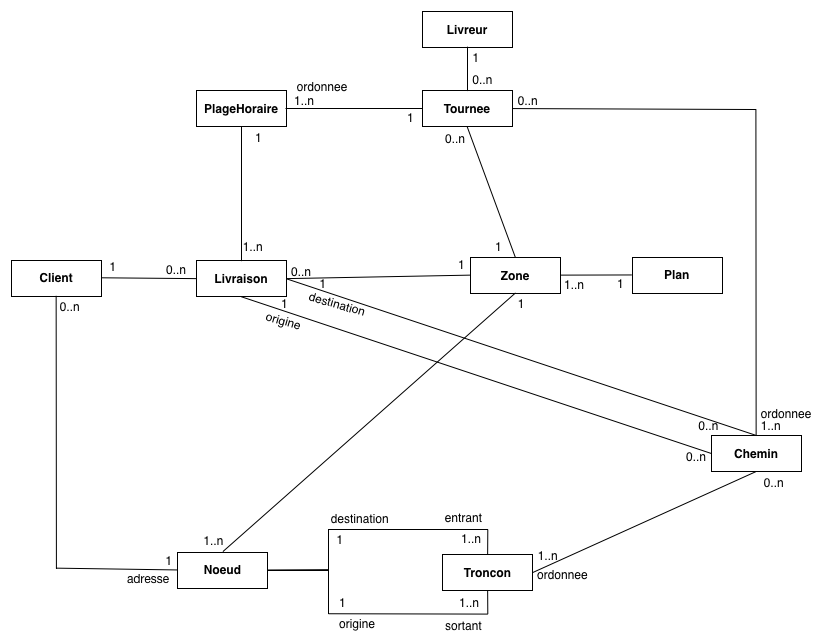 Livreur
1
0..n
ordonnee
1..n
PlageHoraire
1
Tournee
0..n
0..n
1
1..n
1
Client
1
0..n
0..n
Livraison
0..n
1
destination
1
origine
1
Zone
1
1
1..n
1
Plan
0..n
0..n
ordonnee
1..n
Chemin
0..n
1..n
1
adresse
Noeud
destination
1
entrant
1..n
Troncon
1..n
ordonnee
1
origine
1..n
sortant